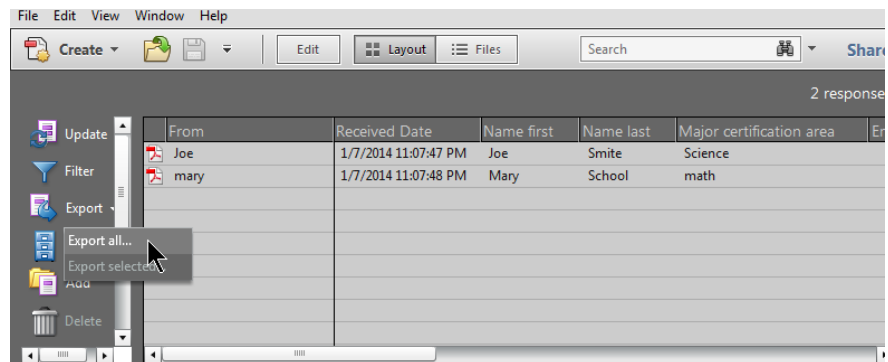 File Edit View Window Help
Create Edit Layout Files Search Share
2 response
Update
Filter
Export
Export all...
Export selected
Add
Delete
From Received Date Name first Name last Major certification area En
Joe 1/7/2014 11:07:47 PM Joe Smite Science
mary 1/7/2014 11:07:48 PM Mary School math